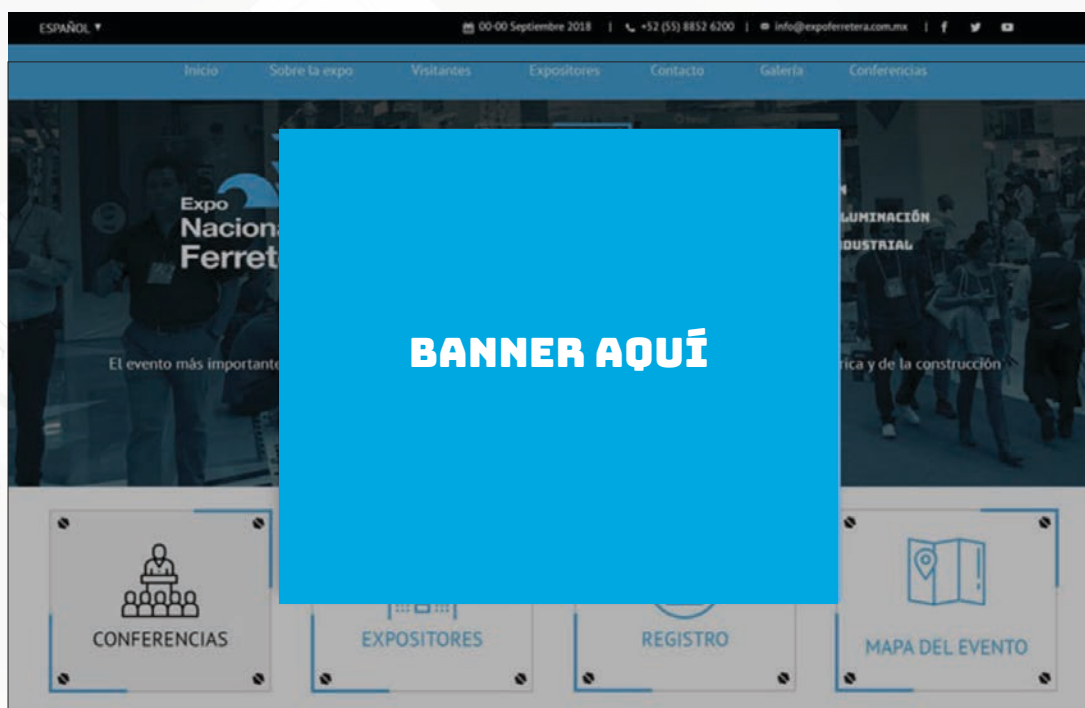 ESPAÑOL ▼
00-00 Septiembre 2018 | +52 (55) 8852 6200 | info@expoferretera.com.mx |
Inicio Sobre la expo Visitantes Expositores Contacto Galería Conferencias
Expo
Nacion
Ferret
LUMINACIÓN
DUSTRIAL
BANNER AQUÍ
El evento más importante
rica y de la construcción
CONFERENCIAS
EXPOSITORES
REGISTRO
MAPA DEL EVENTO